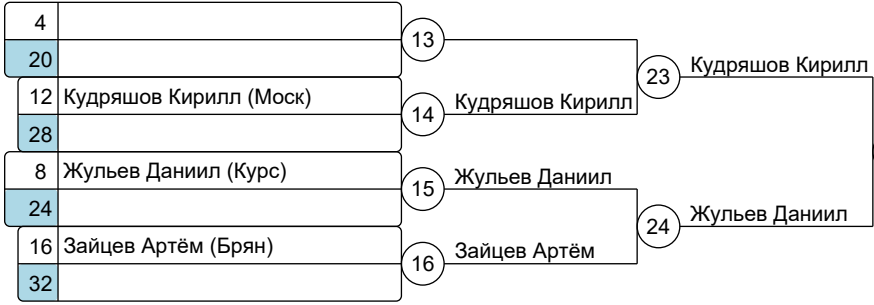 4
13
20
23 Кудряшов Кирилл
12 Кудряшов Кирилл (Моск)
14 Кудряшов Кирилл
28
8 Жульев Даниил (Курс)
15 Жульев Даниил
24
24 Жульев Даниил
16 Зайцев Артём (Брян)
16 Зайцев Артём
32